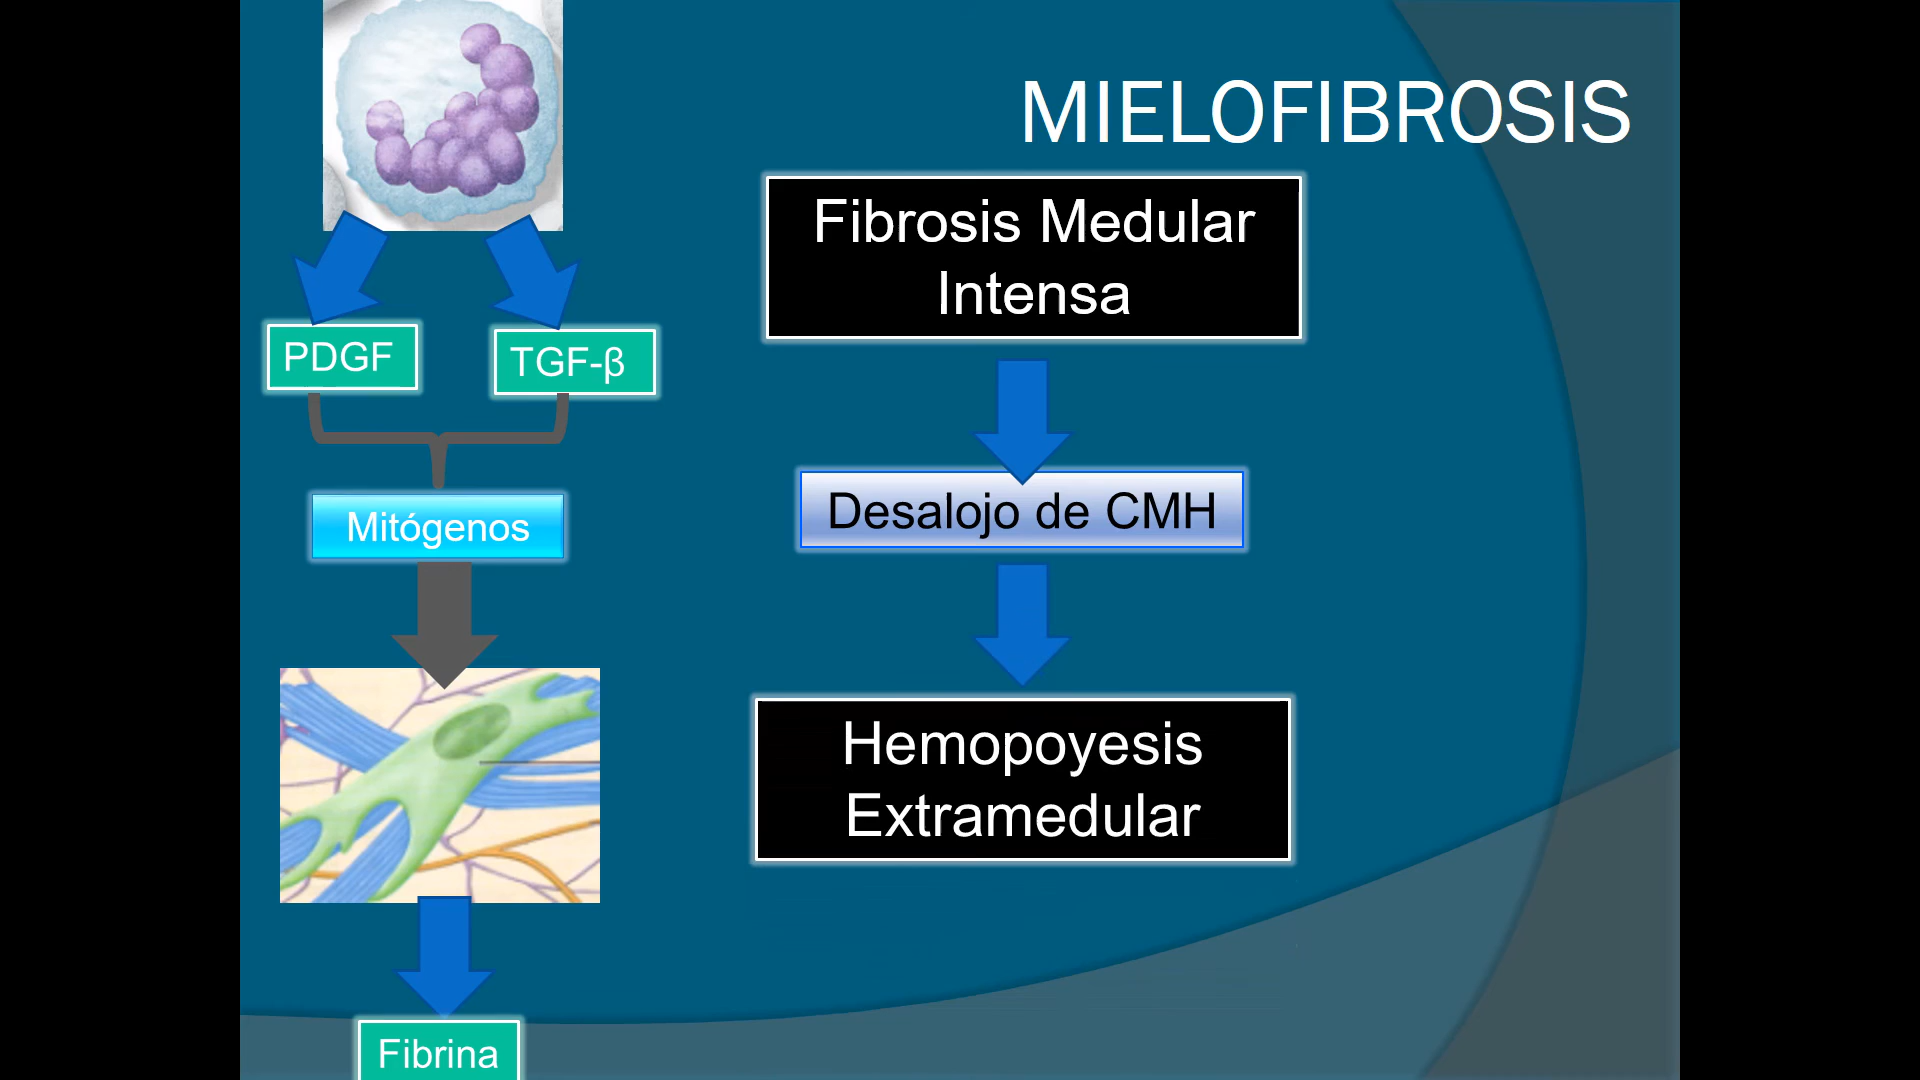 MIELOFIBROSIS
PDGF
TGF-β
Mitógenos
Fibrina
Fibrosis Medular
Intensa
Desalojo de CMH
Hemopoyesis
Extramedular